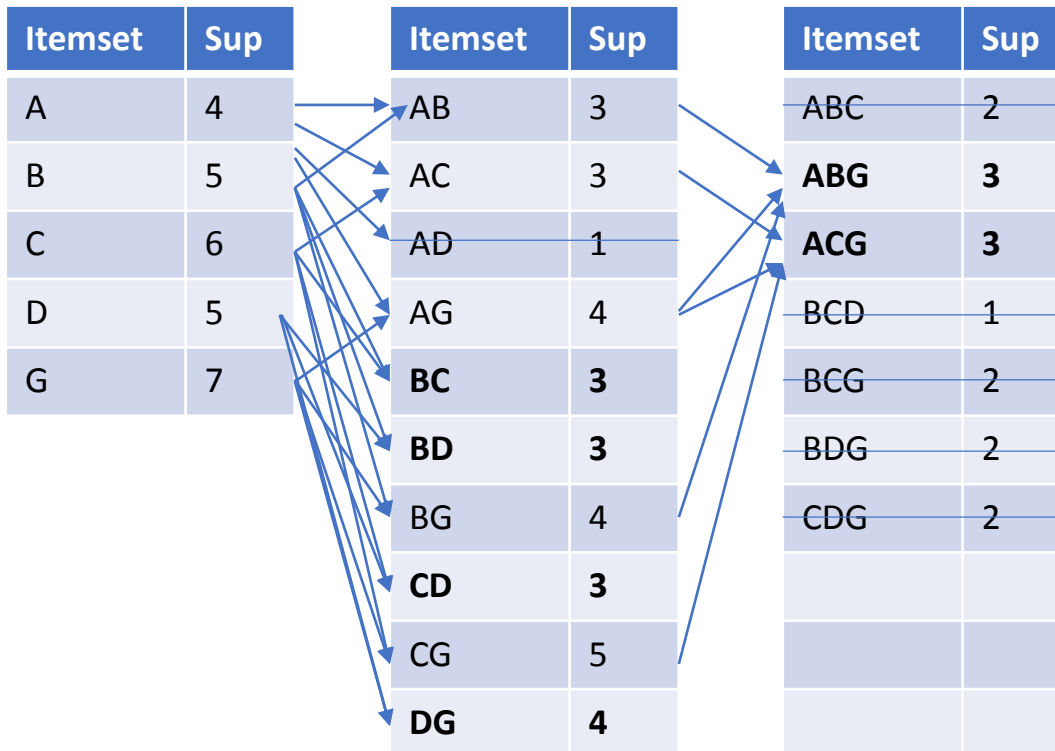 Itemset Sup Itemset Sup Itemset Sup
A 4 AB 3 ABC 2
B 5 AC 3 ABG 3
C 6 AD 1 ACG 3
D 5 AG 4 BCD 1
G 7 BC 3 BCG 2
BD 3 BDG 2
BG 4 CDG 2
CD 3
CG 5
DG 4